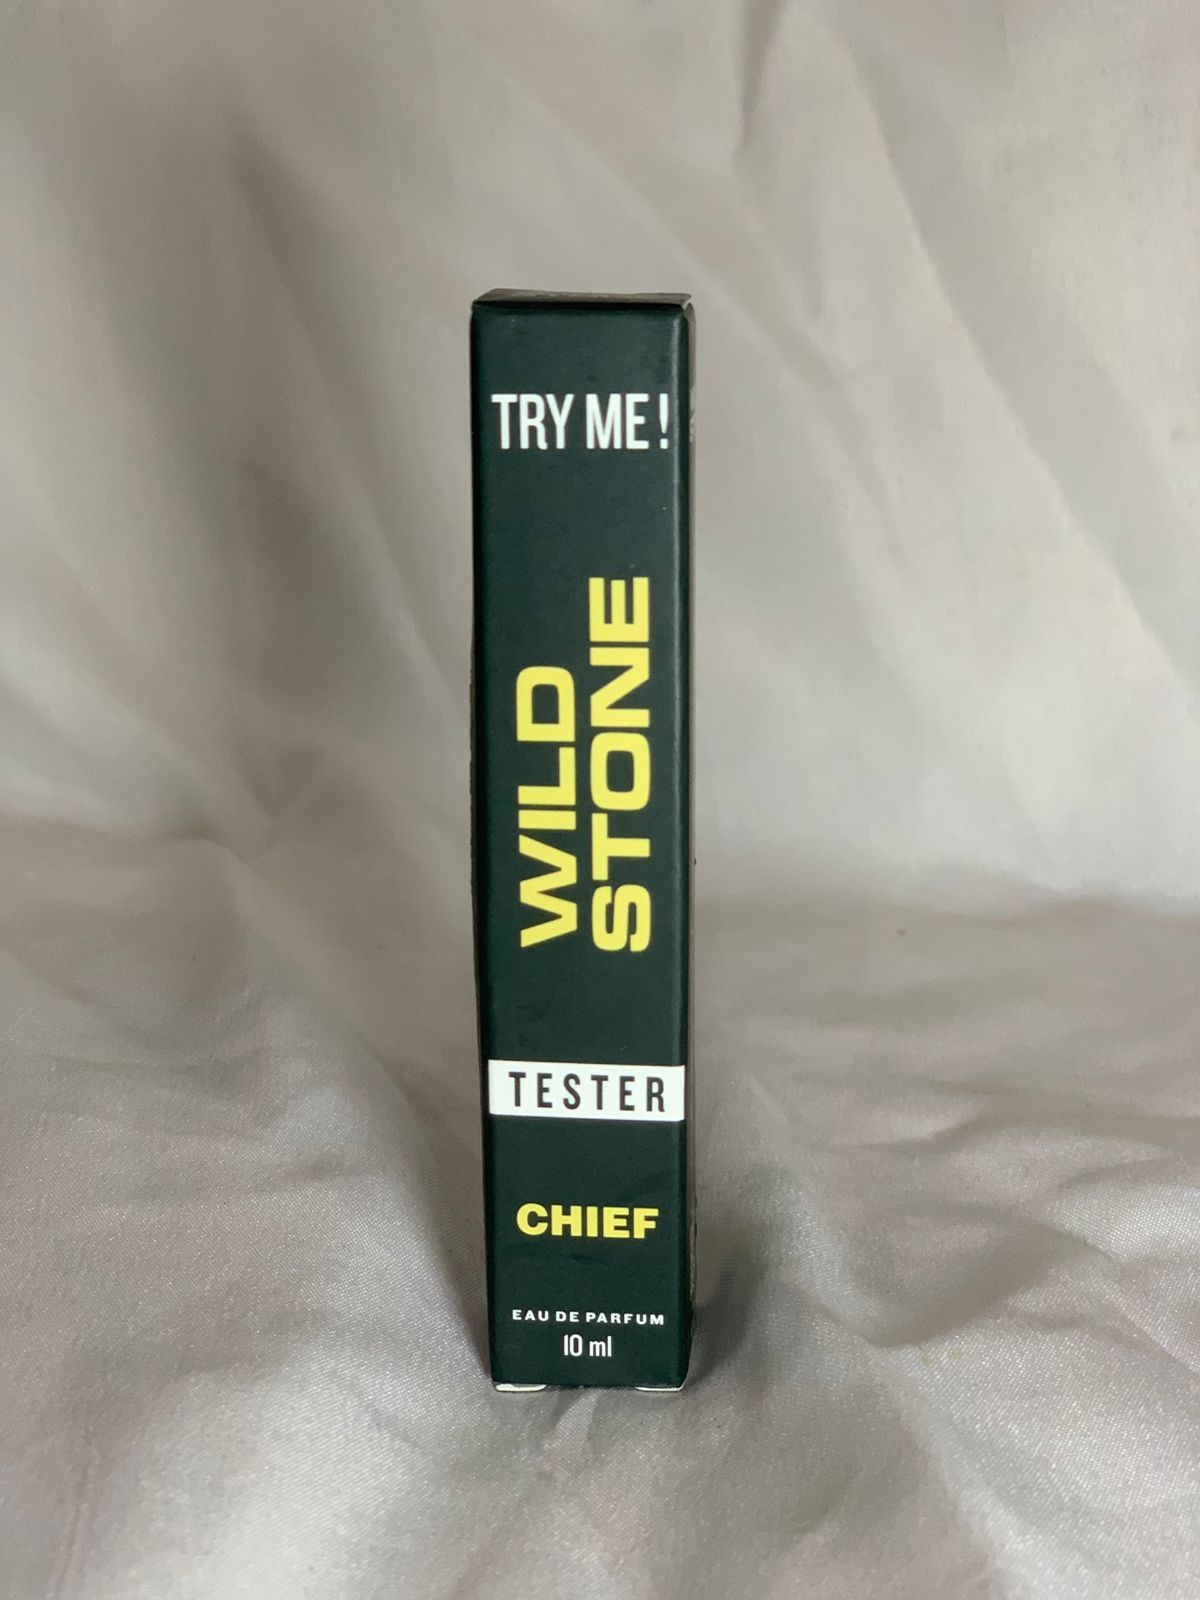 TRY ME!
WILD
STONE
TESTER
CHIEF
EAU DE PARFUM
10 ml